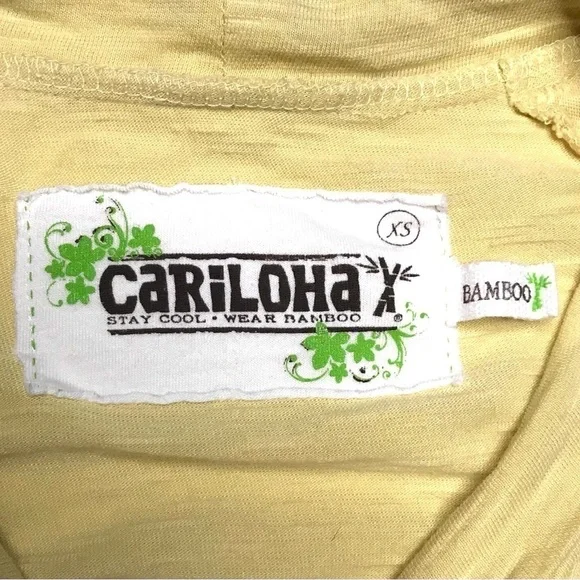 XS
CARiLOHa
STAY COOL • WEAR BAMBOO ®
BAMBOO